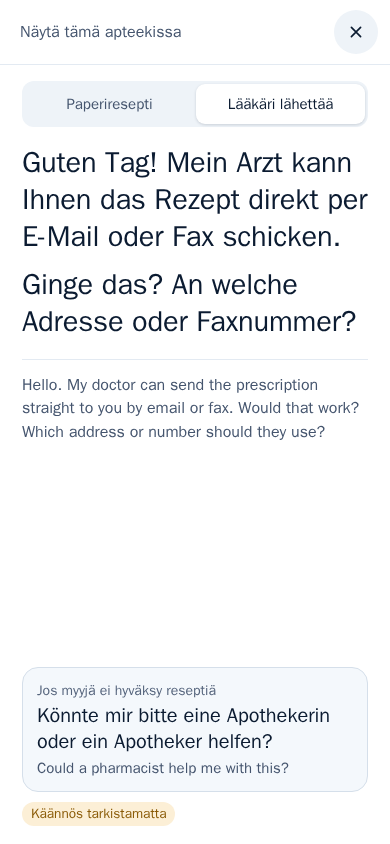 Näytä tämä apteekissa
Paperiresepti
Lääkäri lähettää
Guten Tag! Mein Arzt kann
Ihnen das Rezept direkt per
E-Mail oder Fax schicken.
Ginge das? An welche
Adresse oder Faxnummer?
Hello. My doctor can send the prescription
straight to you by email or fax. Would that work?
Which address or number should they use?
Jos myyjä ei hyväksy reseptiä
Könnte mir bitte eine Apothekerin
oder ein Apotheker helfen?
Could a pharmacist help me with this?
Käännös tarkistamatta